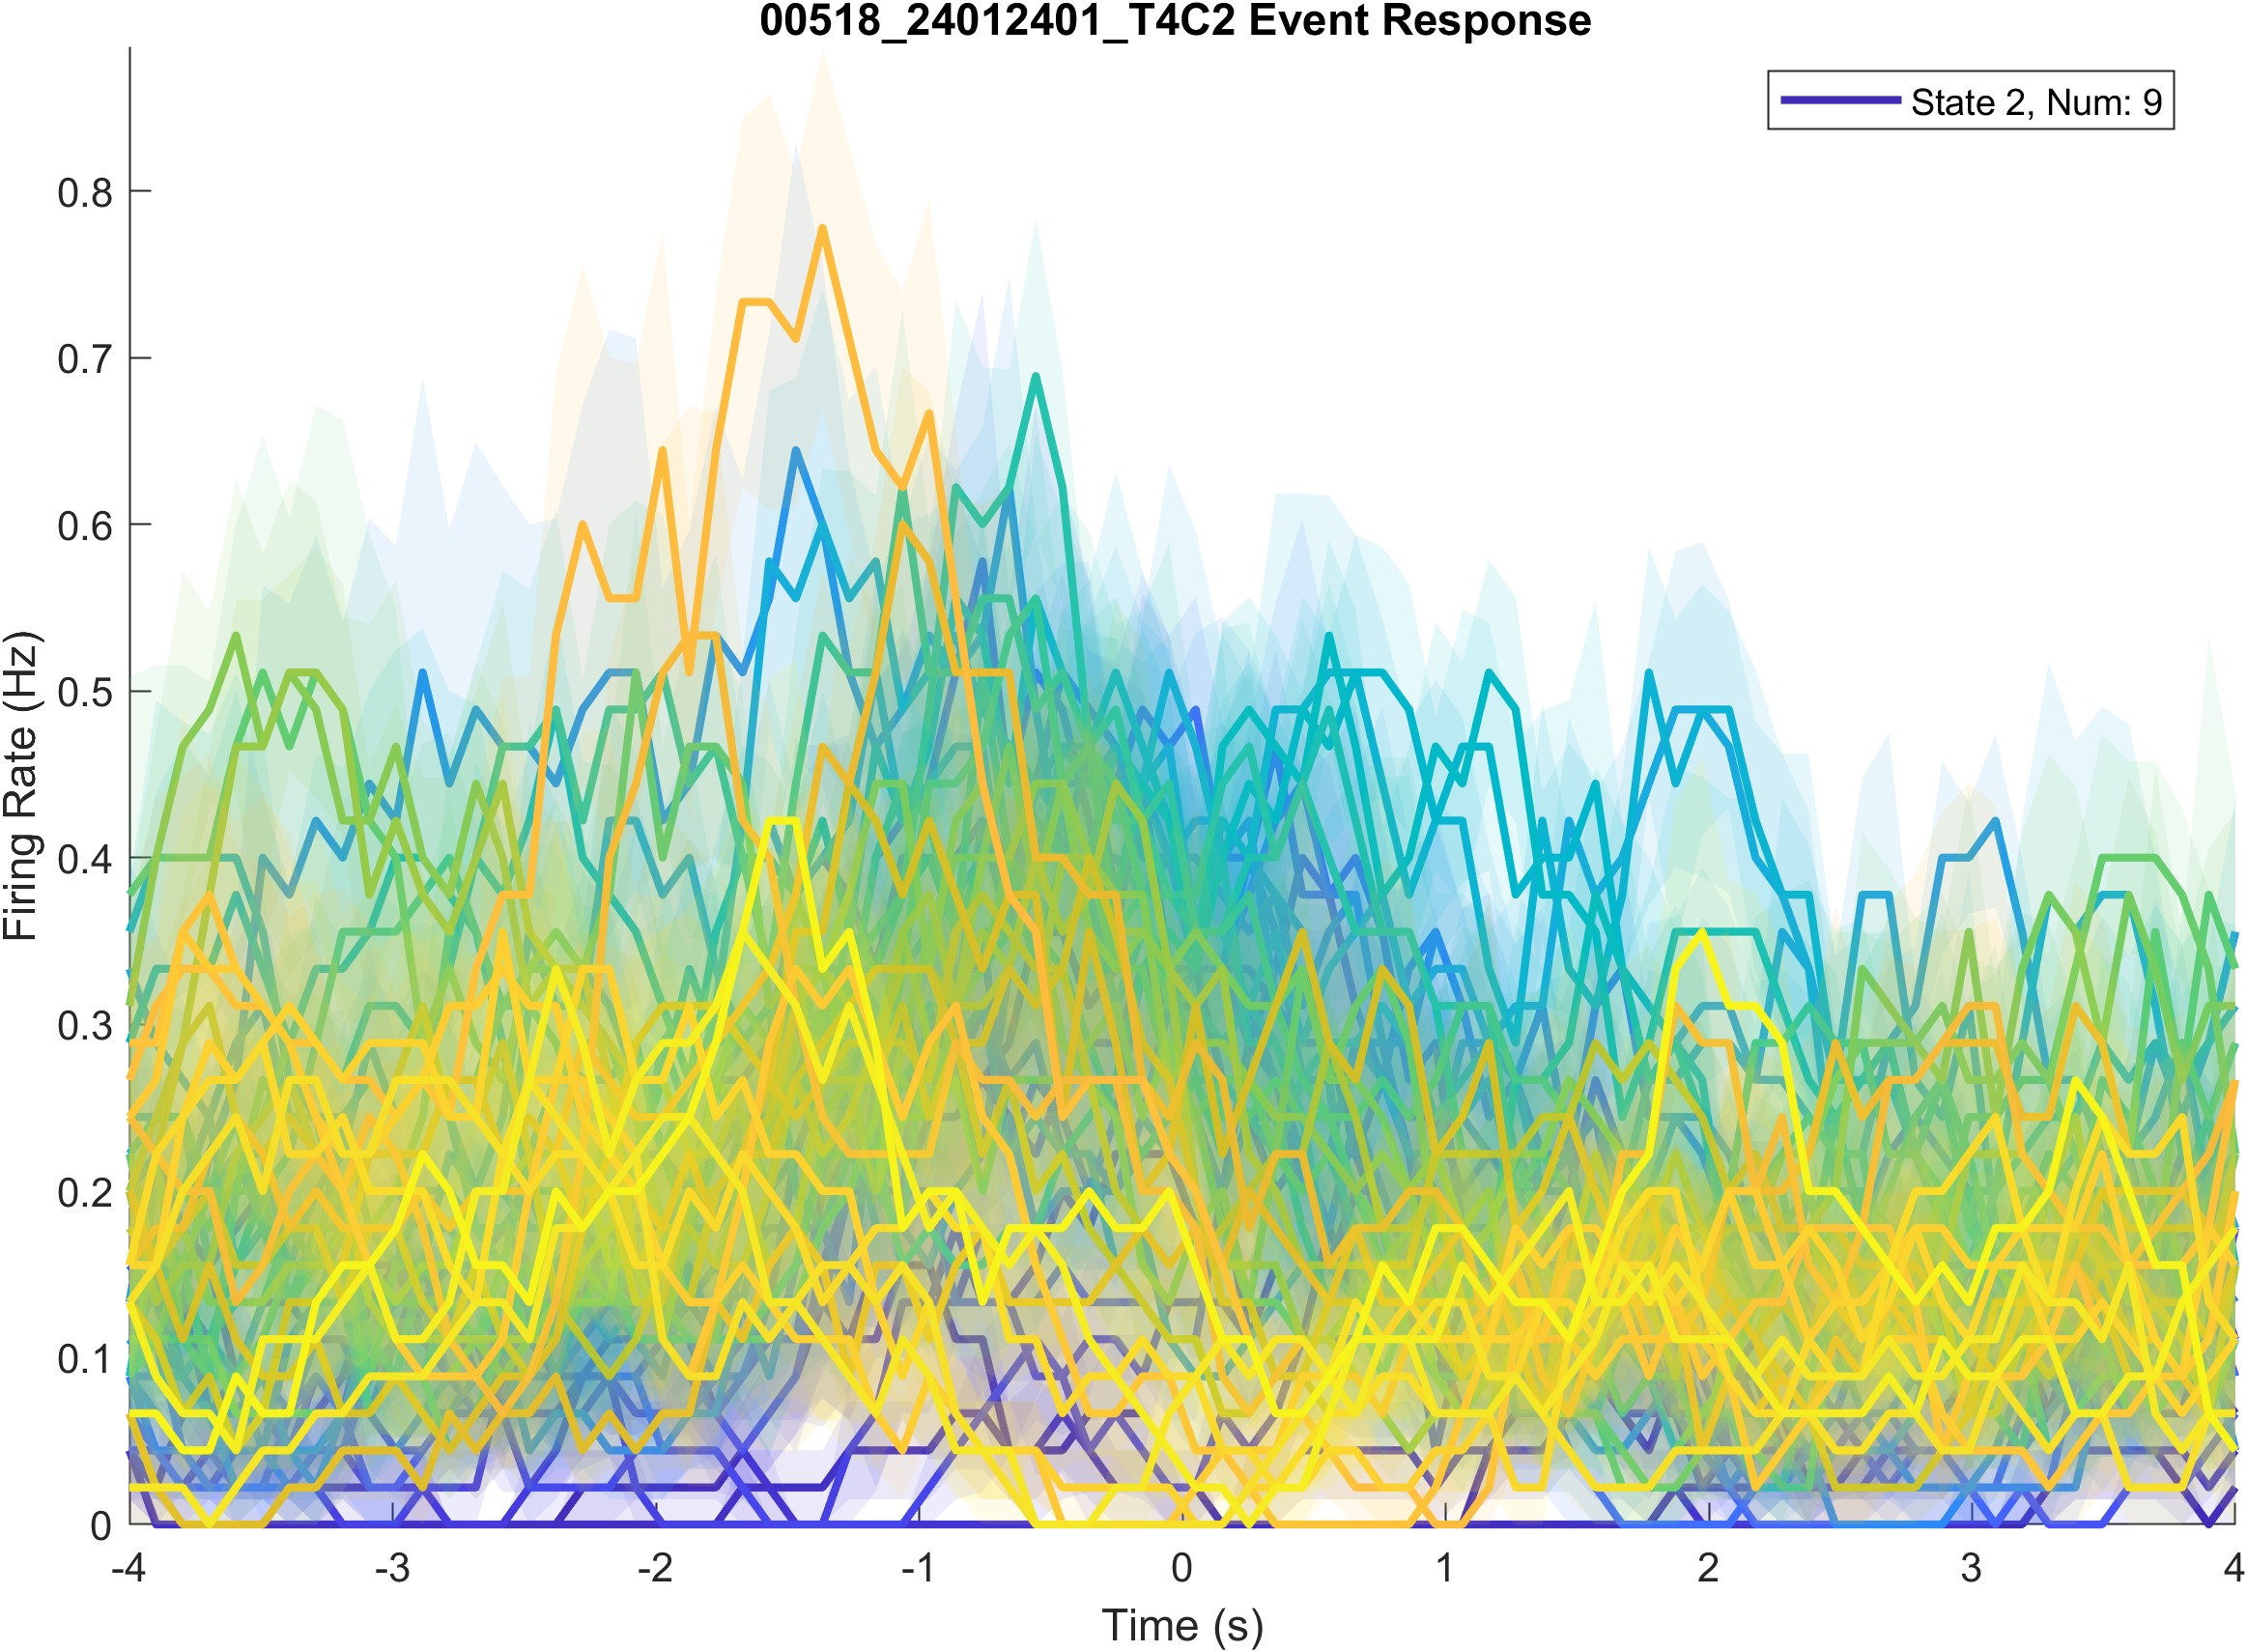 00518_24012401_T4C2 Event Response
State 2, Num: 9
Firing Rate (Hz)
0.8
0.7
0.6
0.5
0.4
0.3
0.2
0.1
0
-4 -3 -2 -1 0 1 2 3 4
Time (s)